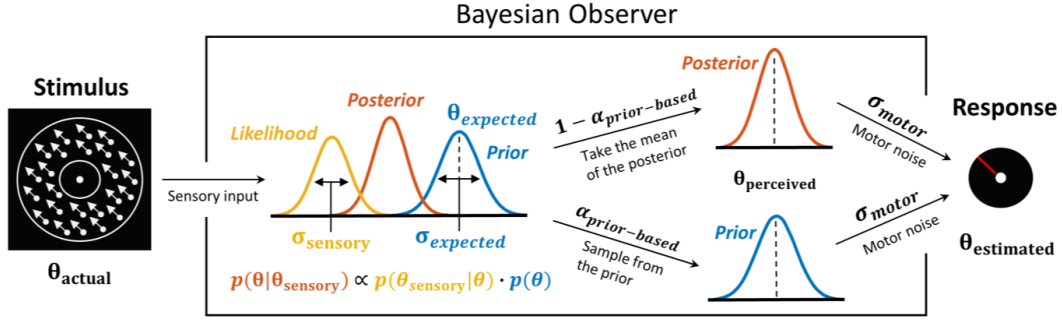 Bayesian Observer
Stimulus
θactual
Sensory input
Likelihood
Posterior
θexpected
Prior
σsensory
σexpected
p(θ|θsensory) ∝ p(θsensory|θ) · p(θ)
1 − αprior−based
Take the mean
of the posterior
αprior−based
Sample from
the prior
Posterior
θperceived
Prior
σmotor
Motor noise
σmotor
Motor noise
Response
θestimated